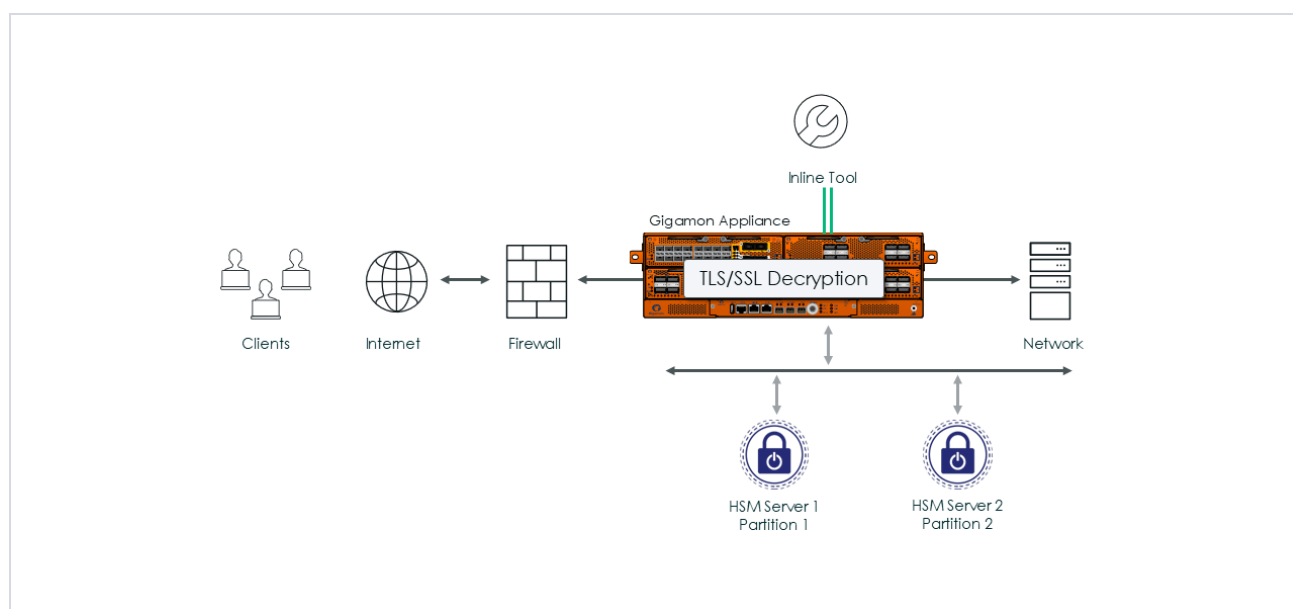 Inline Tool
Gigamon Appliance
TLS/SSL Decryption
Clients
Internet
Firewall
Network
HSM Server 1
Partition 1
HSM Server 2
Partition 2